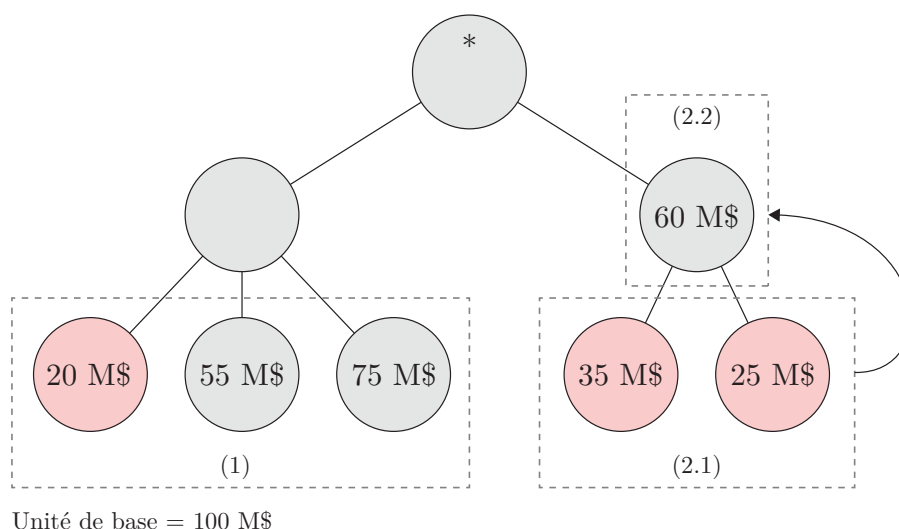 *
(2.2)
60 M$
20 M$
55 M$
75 M$
35 M$
25 M$
(1)
(2.1)
Unité de base = 100 M$